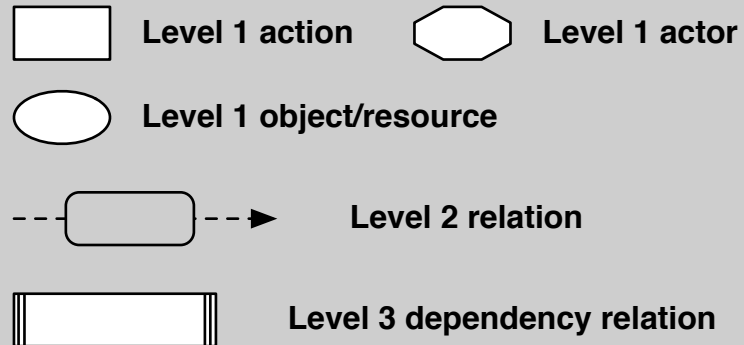 Level 1 action
Level 1 actor
Level 1 object/resource
Level 2 relation
Level 3 dependency relation